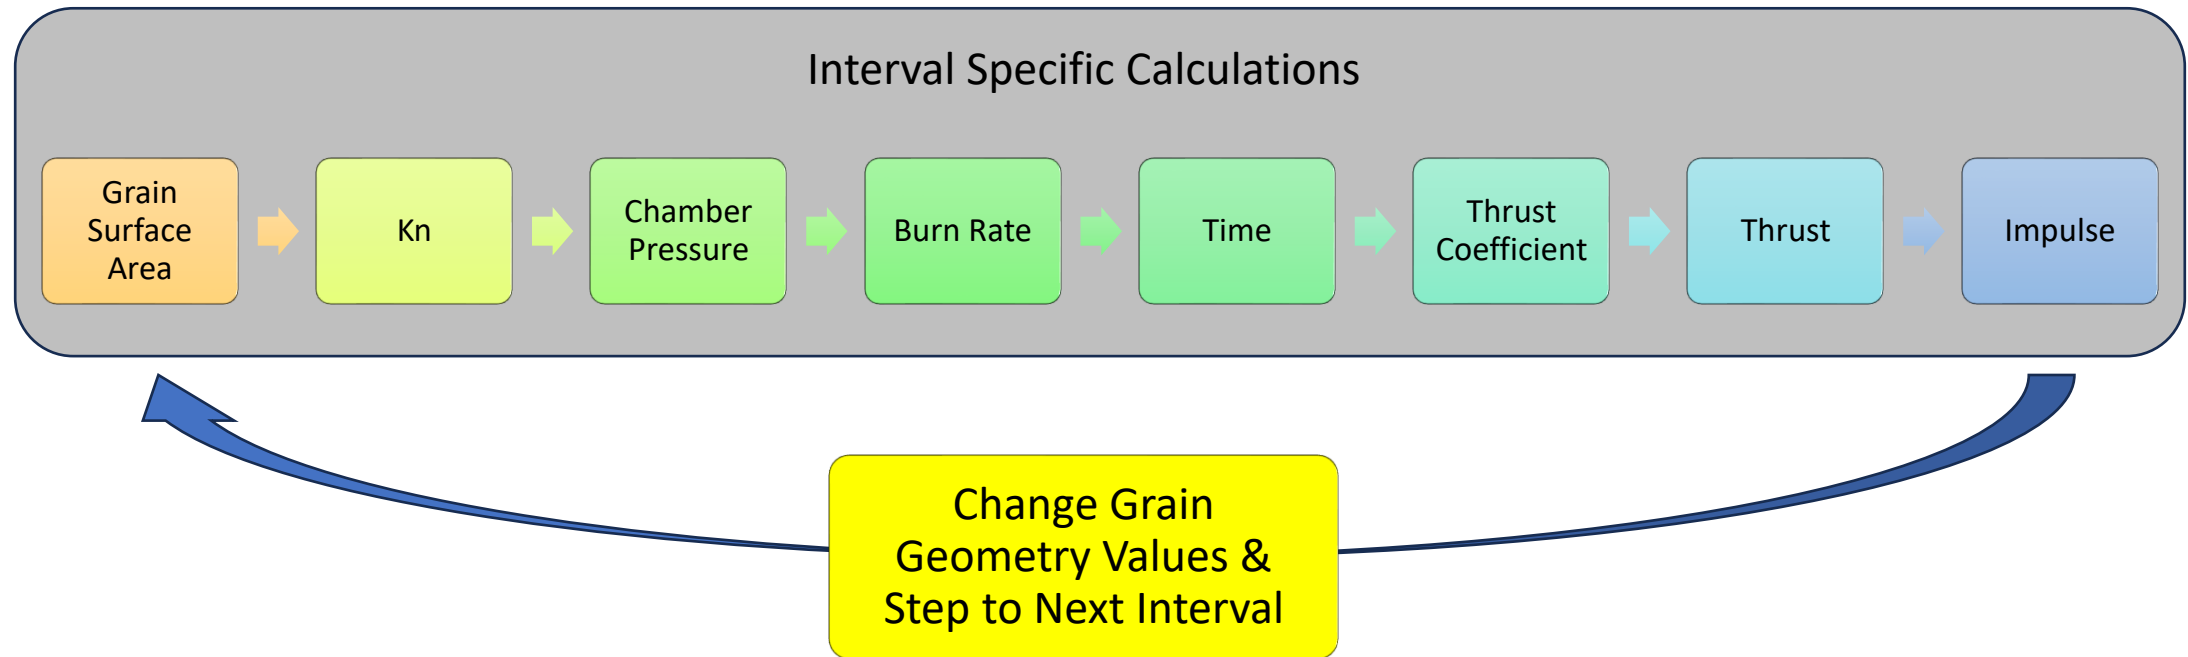 Interval Specific Calculations
Grain
Surface
Area
Kn
Chamber
Pressure
Burn Rate
Time
Thrust
Coefficient
Thrust
Impulse
Change Grain
Geometry Values &
Step to Next Interval